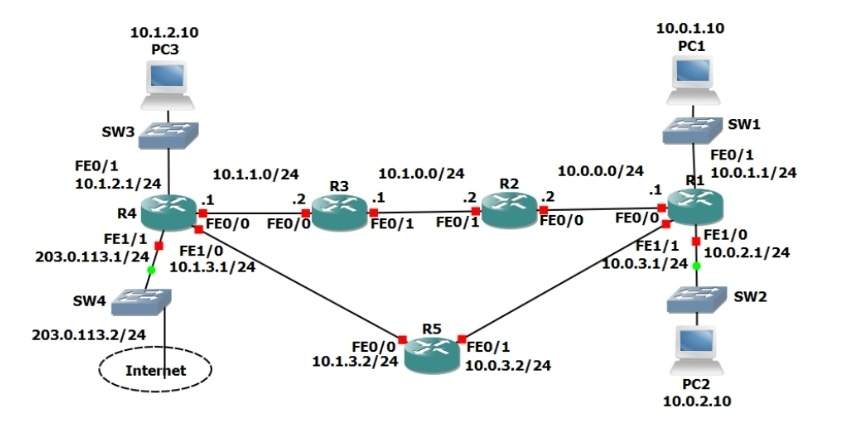 10.1.2.10
PC3
10.0.1.10
PC1
SW3
SW1
FE0/1
10.1.2.1/24
10.1.1.0/24
10.1.0.0/24
10.0.0.0/24
FE0/1
10.0.1.1/24
R4
.1
FE0/0
.2
FE0/0
R3
.1
FE0/1
.2
FE0/1
R2
.2
FE0/0
.1
FE0/0
R1
FE1/1
203.0.113.1/24
FE1/0
10.1.3.1/24
FE1/1
10.0.3.1/24
FE1/0
10.0.2.1/24
SW4
SW2
203.0.113.2/24
Internet
R5
FE0/0
10.1.3.2/24
FE0/1
10.0.3.2/24
PC2
10.0.2.10